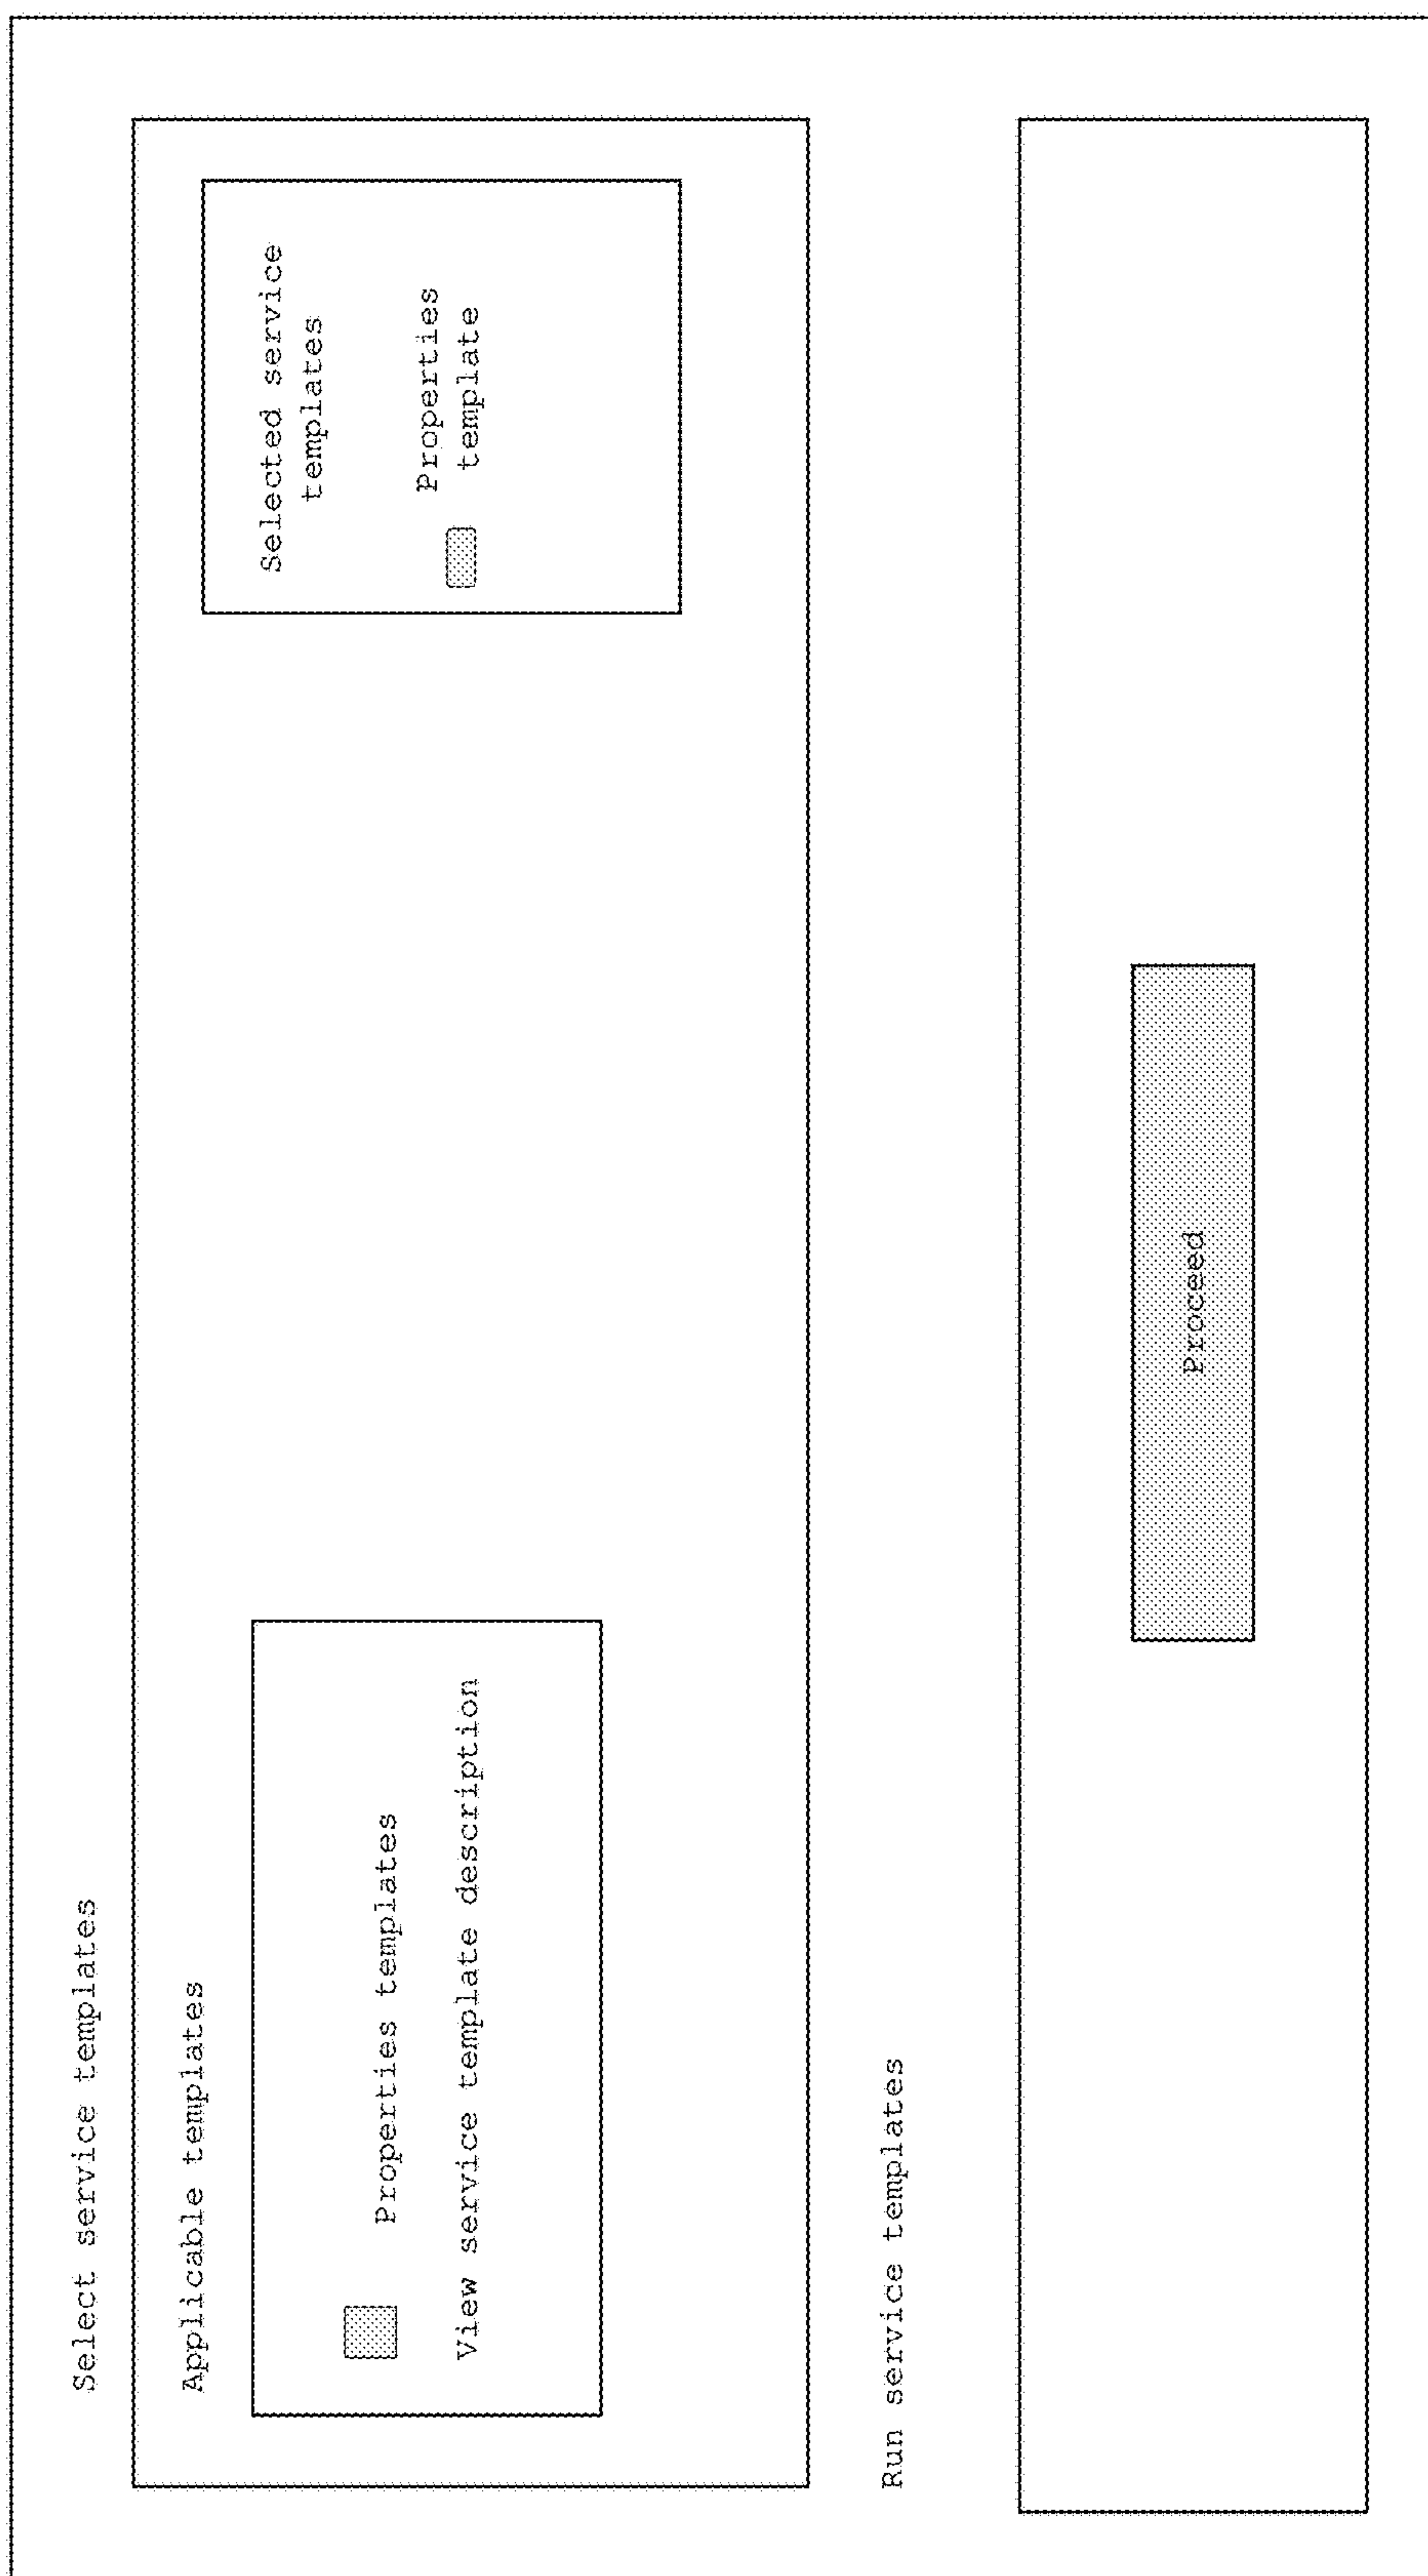 Select service templates
Applicable templates
Properties templates
View service template description
Selected service
templates
Properties
template
Run service templates
Proceed